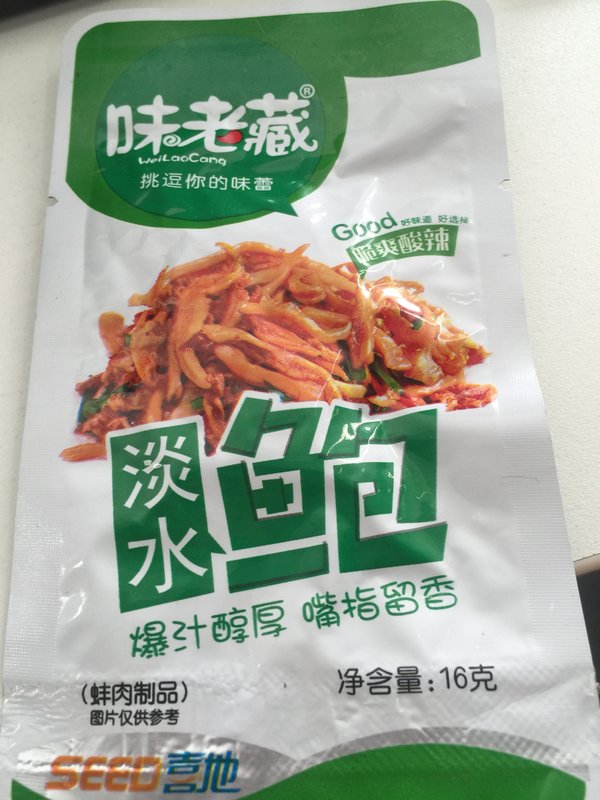 味老藏®
WeiLaoCang
挑逗你的味蕾
Good 好味道 好选择
脆爽酸辣
淡水鲍
爆汁醇厚 嘴指留香
(蚌肉制品)
图片仅供参考
净含量:16克
SEED喜地